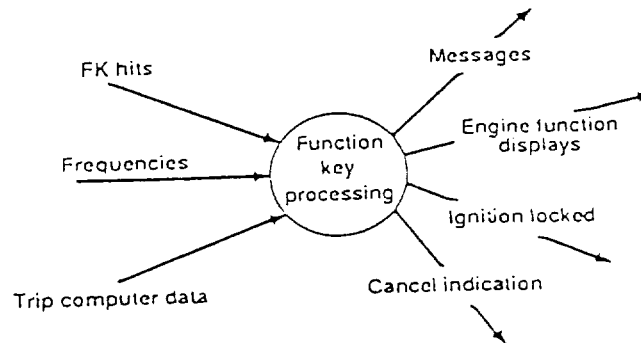 FK hits
Frequencies
Trip computer data
Function
key
processing
Messages
Engine function
displays
Ignition locked
Cancel indication